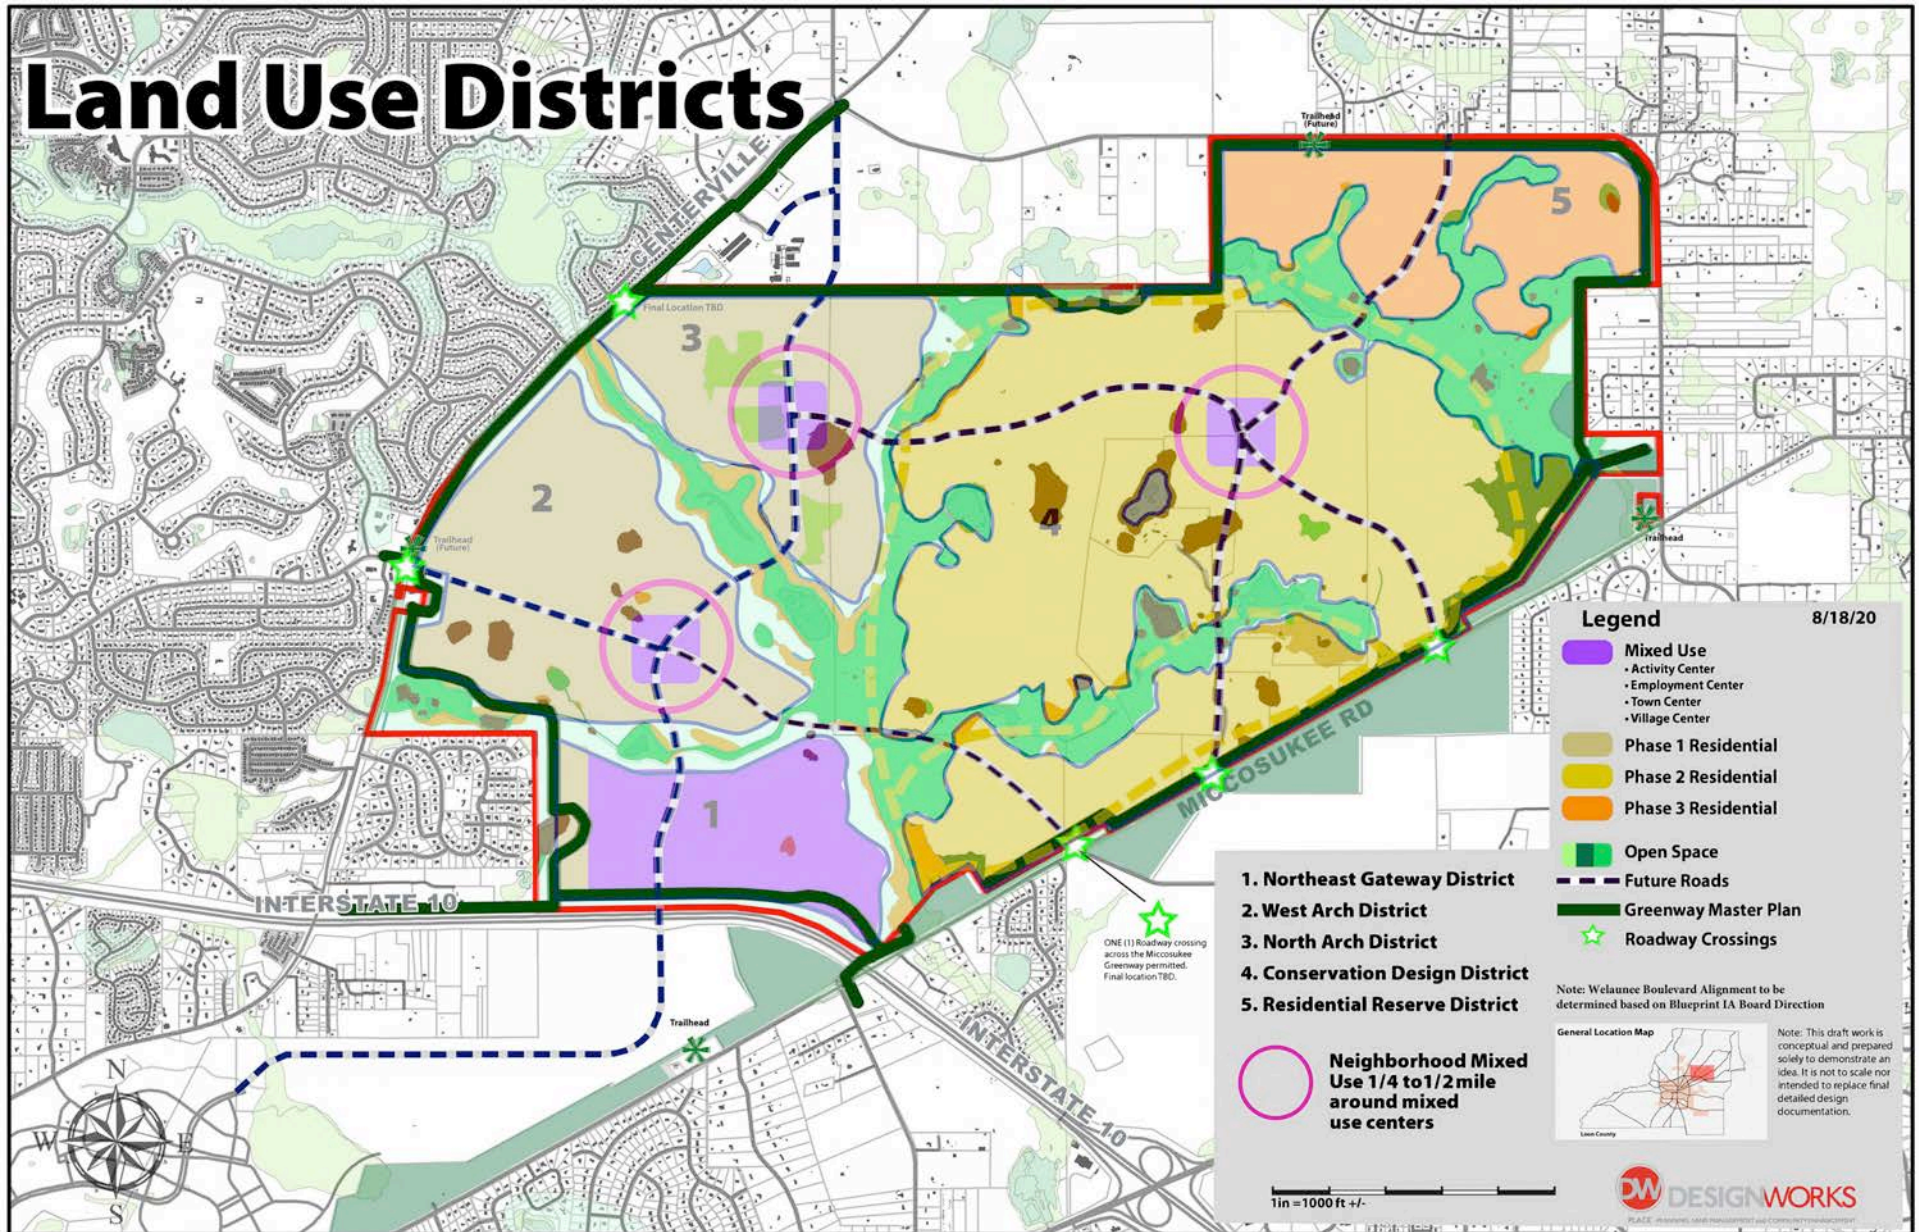 Land Use Districts
CENTERVILLE
Trailhead
(Future)
5
Final Location TBD
3
2
Trailhead
(Future)
4
Trailhead
1
MICCOSUKEE RD
INTERSTATE 10
Trailhead
INTERSTATE 10
ONE (1) Roadway crossing
across the Miccosukee
Greenway permitted.
Final location TBD.
N
W E
S
Legend 8/18/20
Mixed Use
• Activity Center
• Employment Center
• Town Center
• Village Center
Phase 1 Residential
Phase 2 Residential
Phase 3 Residential
Open Space
Future Roads
Greenway Master Plan
Roadway Crossings
1. Northeast Gateway District
2. West Arch District
3. North Arch District
4. Conservation Design District
5. Residential Reserve District
Neighborhood Mixed
Use 1/4 to1/2 mile
around mixed
use centers
Note: Welaunee Boulevard Alignment to be
determined based on Blueprint IA Board Direction
General Location Map
Leon County
Note: This draft work is
conceptual and prepared
solely to demonstrate an
idea. It is not to scale nor
intended to replace final
detailed design
documentation.
1in =1000 ft +/-
DW DESIGNWORKS